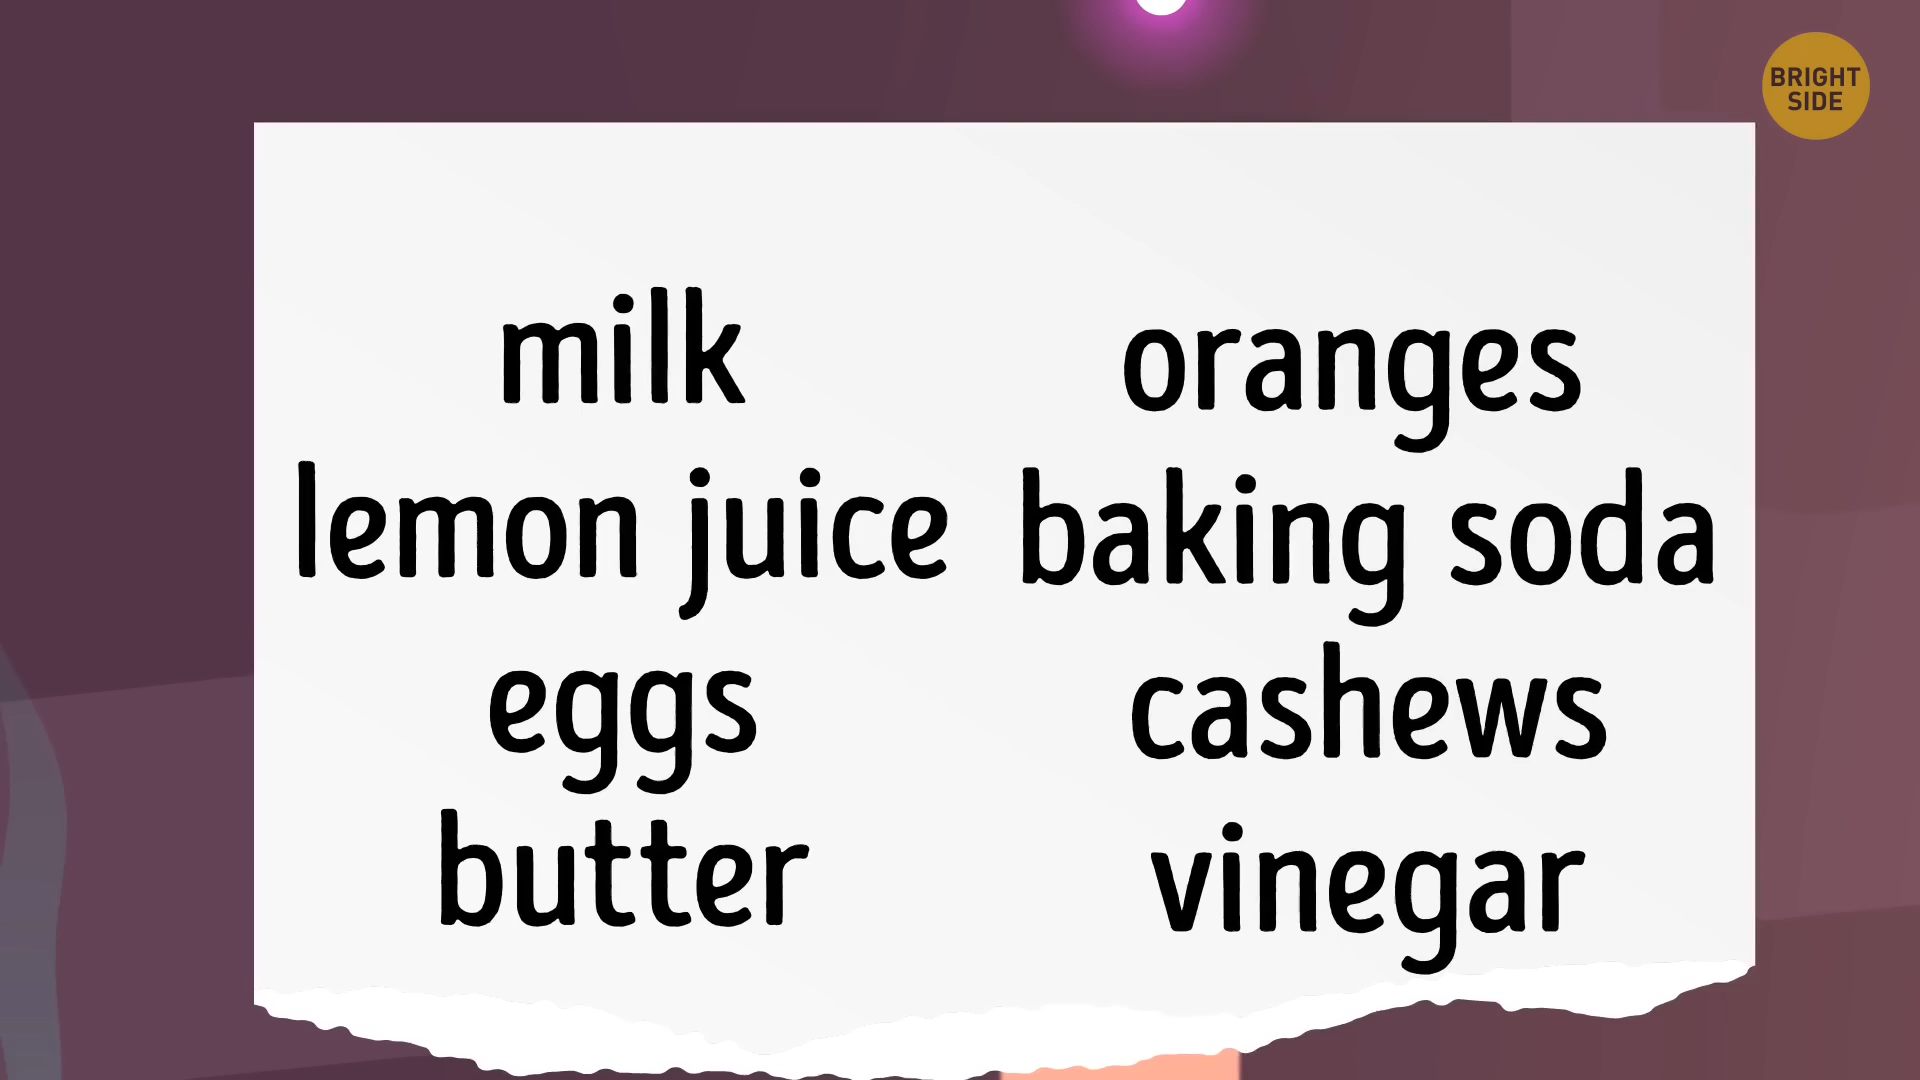 BRIGHT
SIDE
milk
lemon juice
eggs
butter
oranges
baking soda
cashews
vinegar